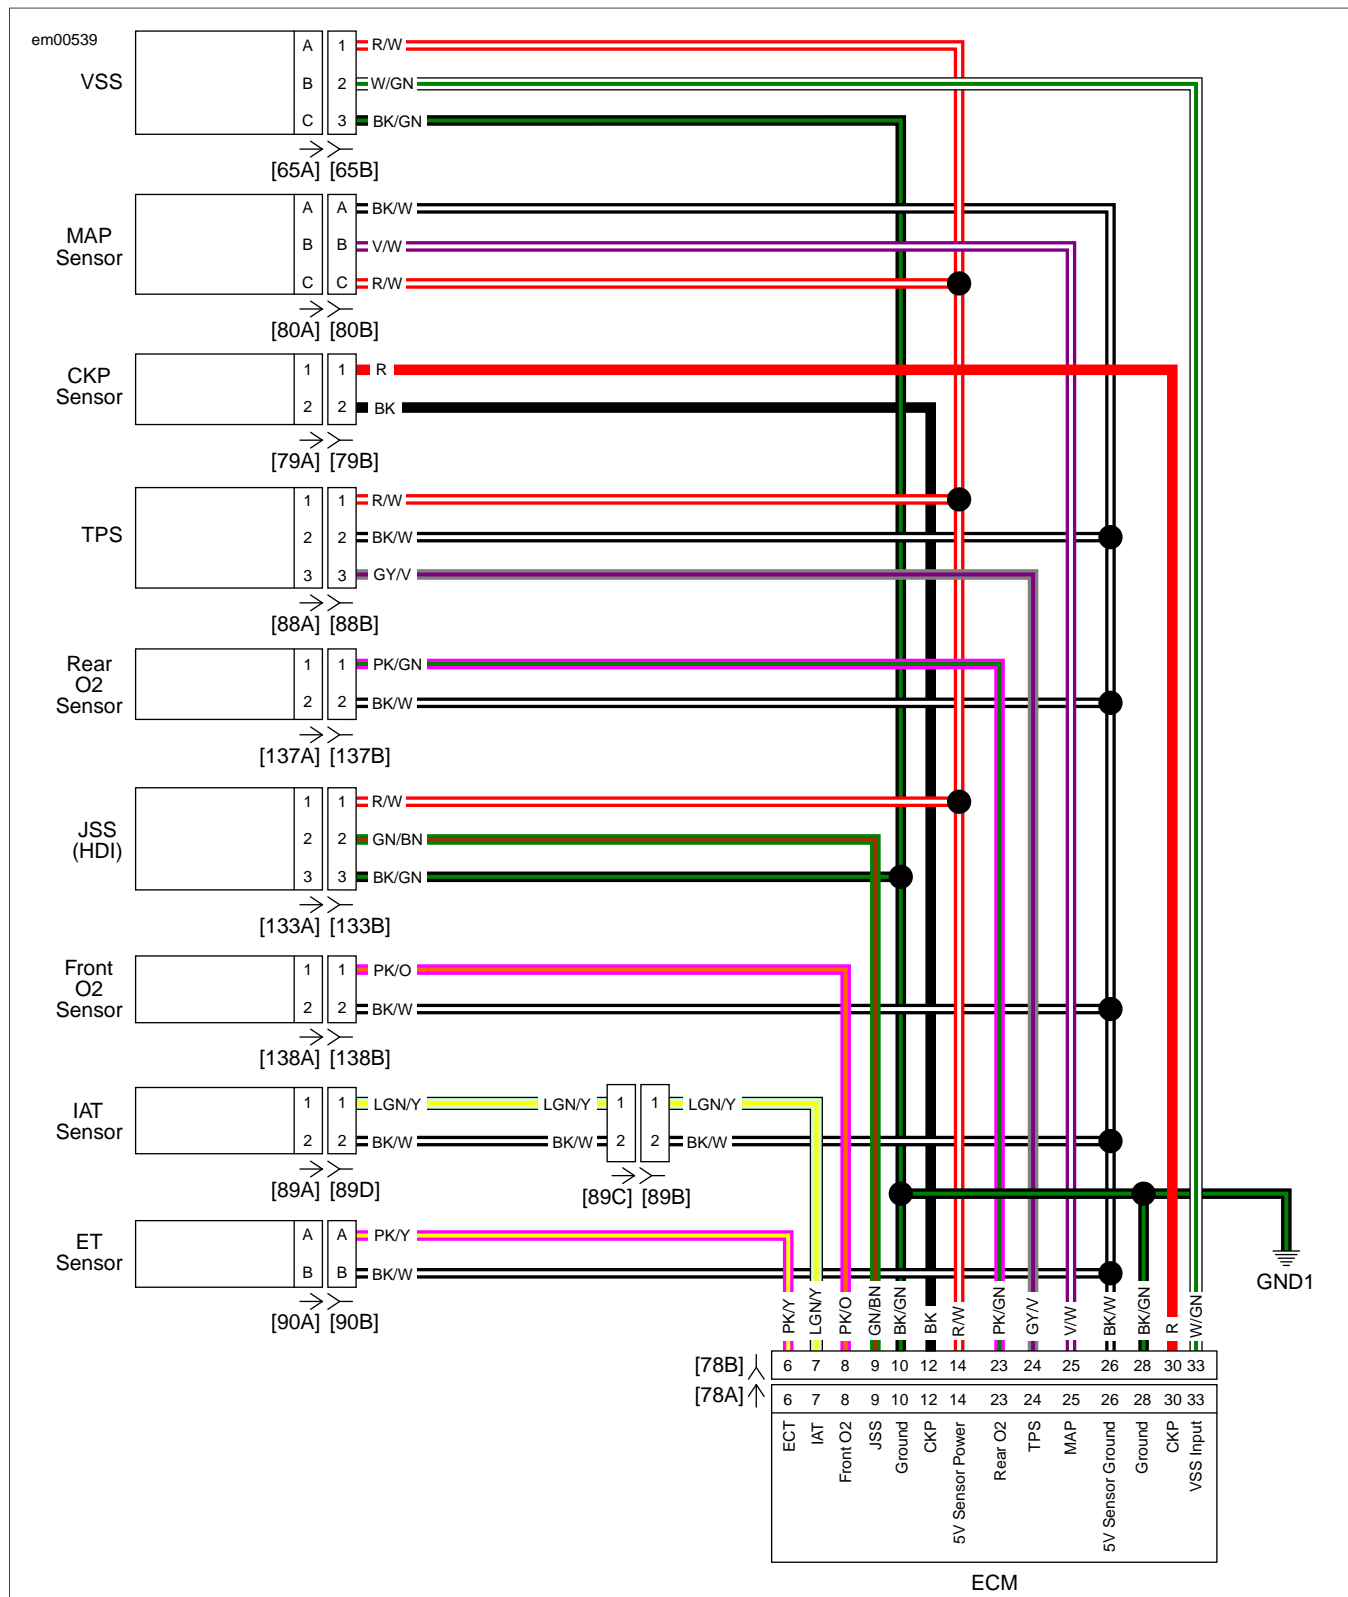 em00539
VSS
A 1 R/W
B 2 W/GN
C 3 BK/GN
[65A] [65B]
MAP
Sensor
A A BK/W
B B V/W
C C R/W
[80A] [80B]
CKP
Sensor
1 1 R
2 2 BK
[79A] [79B]
TPS
1 1 R/W
2 2 BK/W
3 3 GY/V
[88A] [88B]
Rear
O2
Sensor
1 1 PK/GN
2 2 BK/W
[137A] [137B]
JSS
(HDI)
1 1 R/W
2 2 GN/BN
3 3 BK/GN
[133A] [133B]
Front
O2
Sensor
1 1 PK/O
2 2 BK/W
[138A] [138B]
IAT
Sensor
1 1 LGN/Y LGN/Y 1 1 LGN/Y
2 2 BK/W BK/W 2 2 BK/W
[89A] [89D] [89C] [89B]
ET
Sensor
A A PK/Y
B B BK/W
[90A] [90B]
GND1
PK/Y LGN/Y PK/O GN/BN BK/GN BK R/W PK/GN GY/V V/W BK/W BK/GN R W/GN
[78B] 6 7 8 9 10 12 14 23 24 25 26 28 30 33
[78A] 6 7 8 9 10 12 14 23 24 25 26 28 30 33
ECT
IAT
Front O2
JSS
Ground
CKP
5V Sensor Power
Rear O2
TPS
MAP
5V Sensor Ground
Ground
CKP
VSS Input
ECM